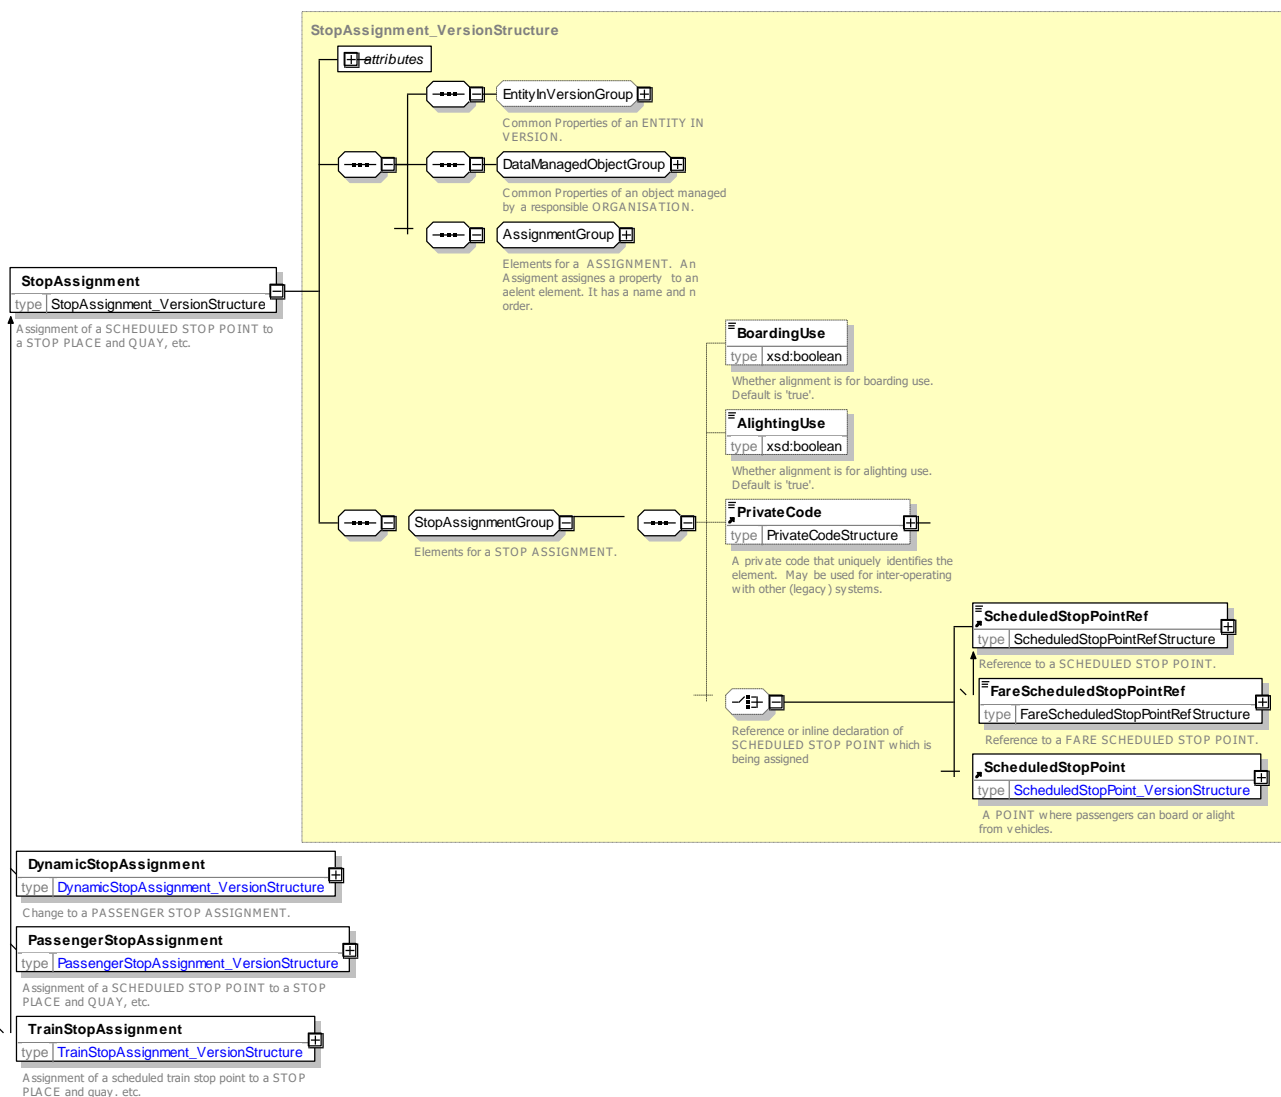 StopAssignment_VersionStructure
attributes
EntityInVersionGroup
Common Properties of an ENTITY IN
VERSION.
DataManagedObjectGroup
Common Properties of an object managed
by a responsible ORGANISATION.
AssignmentGroup
Elements for a ASSIGNMENT. An
Assigment assignes a property to an
aelent element. It has a name and n
order.
StopAssignment
type StopAssignment_VersionStructure
Assignment of a SCHEDULED STOP POINT to
a STOP PLACE and QUAY, etc.
BoardingUse
type xsd:boolean
Whether alignment is for boarding use.
Default is 'true'.
AlightingUse
type xsd:boolean
Whether alignment is for alighting use.
Default is 'true'.
PrivateCode
type PrivateCodeStructure
A private code that uniquely identifies the
element. May be used for inter-operating
with other (legacy) systems.
StopAssignmentGroup
Elements for a STOP ASSIGNMENT.
ScheduledStopPointRef
type ScheduledStopPointRefStructure
Reference to a SCHEDULED STOP POINT.
FareScheduledStopPointRef
type FareScheduledStopPointRefStructure
Reference to a FARE SCHEDULED STOP POINT.
Reference or inline declaration of
SCHEDULED STOP POINT which is
being assigned
ScheduledStopPoint
type ScheduledStopPoint_VersionStructure
A POINT where passengers can board or alight
from vehicles.
DynamicStopAssignment
type DynamicStopAssignment_VersionStructure
Change to a PASSENGER STOP ASSIGNMENT.
PassengerStopAssignment
type PassengerStopAssignment_VersionStructure
Assignment of a SCHEDULED STOP POINT to a STOP
PLACE and QUAY, etc.
TrainStopAssignment
type TrainStopAssignment_VersionStructure
Assignment of a scheduled train stop point to a STOP
PLACE and quay. etc.